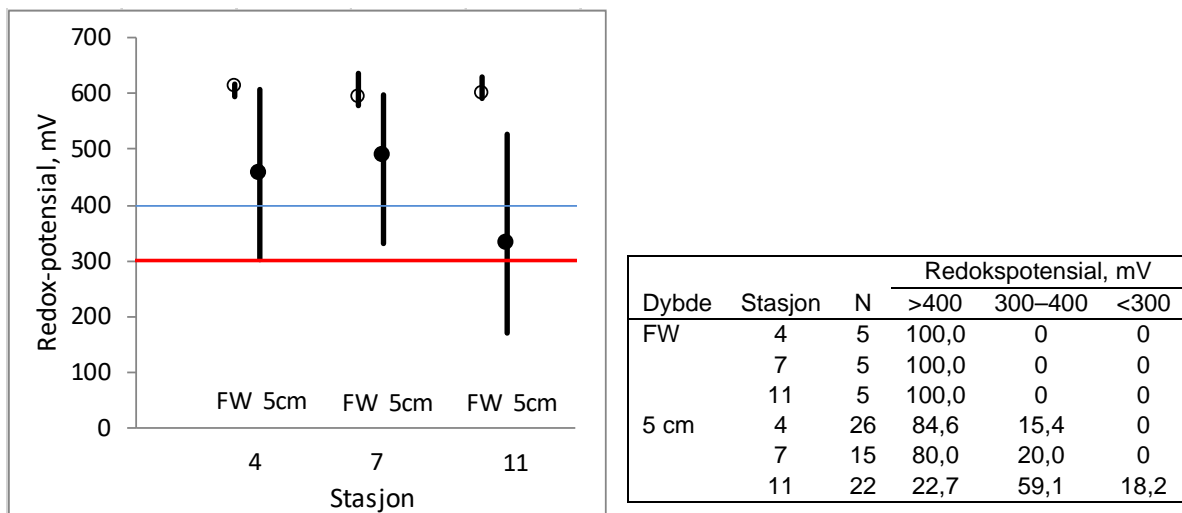 700
600
500
400
300
200
100
0
Redox-potensial, mV
FW 5cm FW 5cm FW 5cm
4 7 11
Stasjon
Redokspotensial, mV
Dybde Stasjon N >400 300–400 <300
FW 4 5 100,0 0 0
7 5 100,0 0 0
11 5 100,0 0 0
5 cm 4 26 84,6 15,4 0
7 15 80,0 20,0 0
11 22 22,7 59,1 18,2